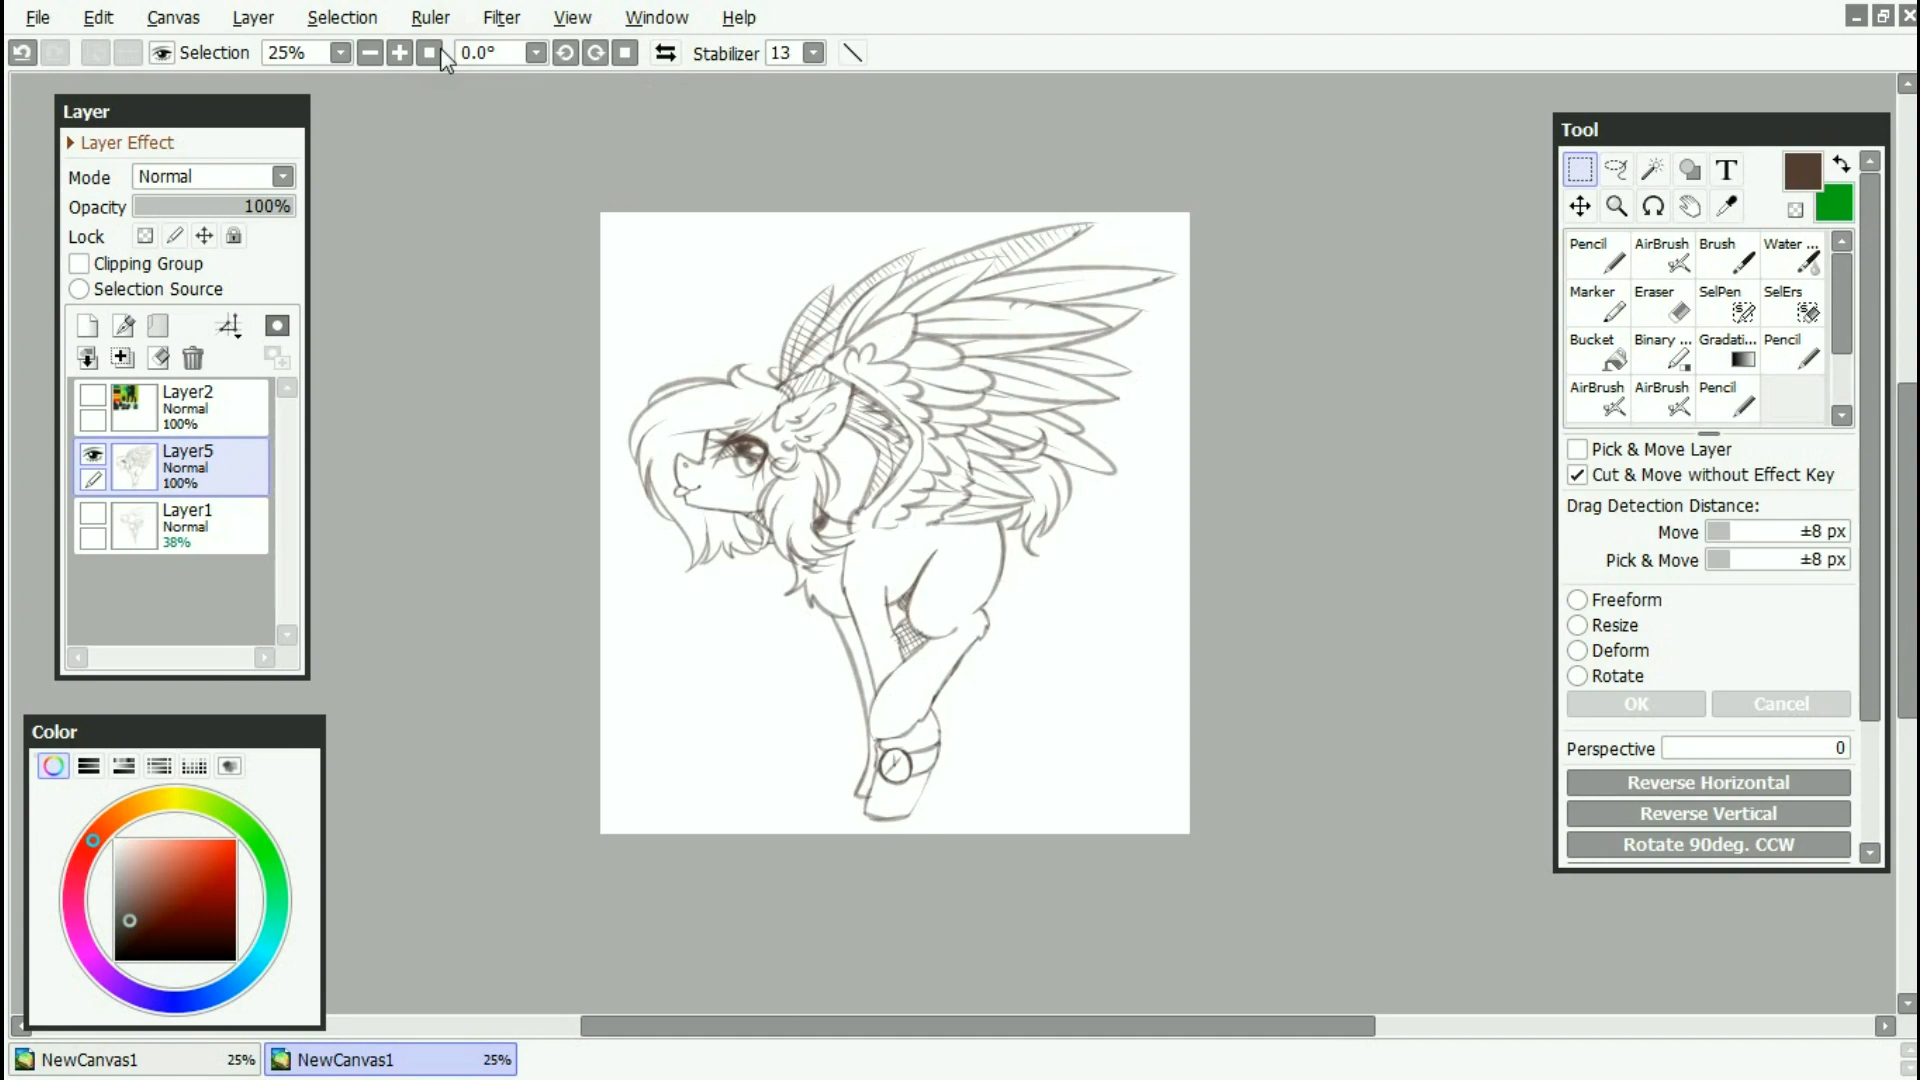 File Edit Canvas Layer Selection Ruler Filter View Window Help
Selection 25% 0.0° Stabilizer 13
Layer
Layer Effect
Mode Normal
Opacity 100%
Lock
Clipping Group
Selection Source
Layer2
Normal
100%
Layer5
Normal
100%
Layer1
Normal
38%
Color
Tool
T
Pencil AirBrush Brush Water ...
Marker Eraser SelPen SelErs
Bucket Binary ... Gradati... Pencil
AirBrush AirBrush Pencil
Pick & Move Layer
Cut & Move without Effect Key
Drag Detection Distance:
Move ±8 px
Pick & Move ±8 px
Freeform
Resize
Deform
Rotate
OK Cancel
Perspective 0
Reverse Horizontal
Reverse Vertical
Rotate 90deg. CCW
NewCanvas1 25% NewCanvas1 25%